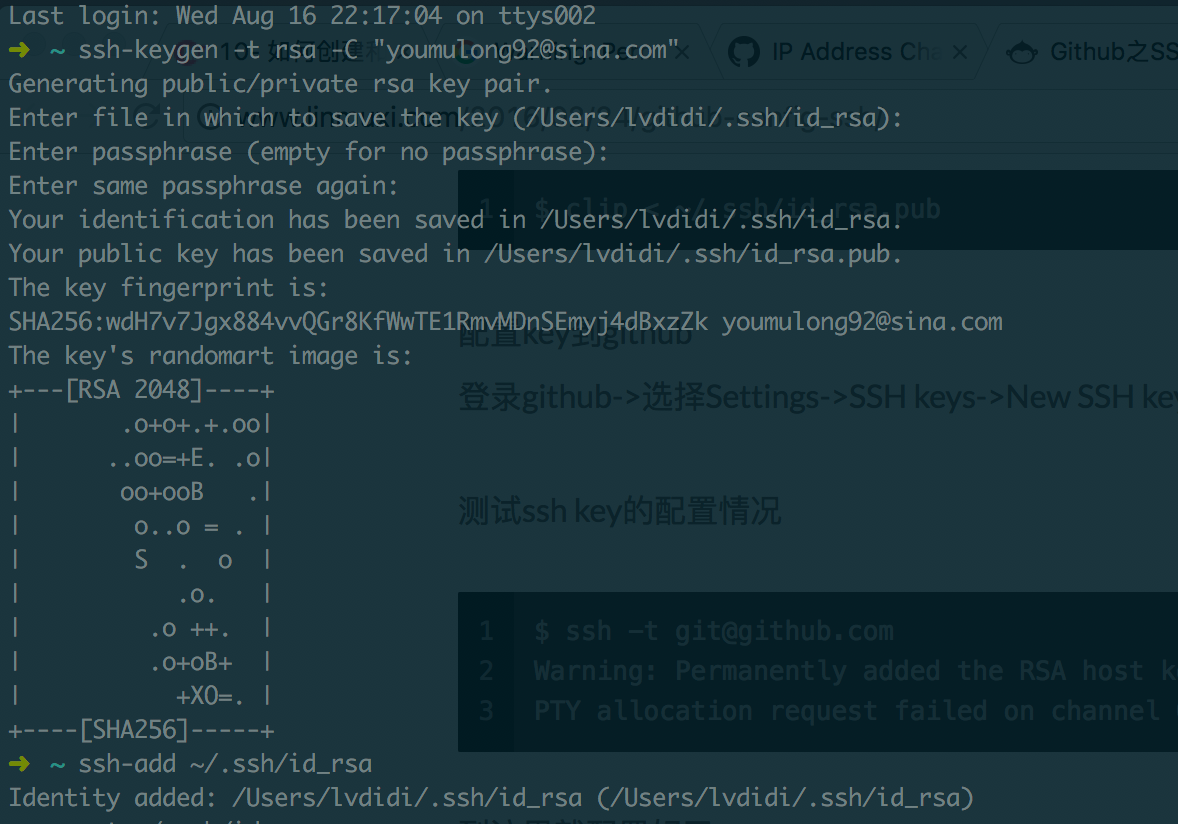 Last login: Wed Aug 16 22:17:04 on ttys002
➜ ~ ssh-keygen -t rsa -C "youmulong92@sina.com"
IP Address Cha ×
Github之SS
Generating public/private rsa key pair.
Enter file in which to save the key (/Users/lvdidi/.ssh/id_rsa):
Enter passphrase (empty for no passphrase):
Enter same passphrase again:
1 $ clip < ~/.ssh/id_rsa.pub
Your identification has been saved in /Users/lvdidi/.ssh/id_rsa.
Your public key has been saved in /Users/lvdidi/.ssh/id_rsa.pub.
The key fingerprint is:
SHA256:wdH7v7Jgx884vvQGr8KfWwTE1RmvMDnSEmyj4dBxzZk youmulong92@sina.com
配置key到github
The key's randomart image is:
+---[RSA 2048]----+
登录github->选择Settings->SSH keys->New SSH key
|       .o+o+.+.oo|
|      ..oo=+E. .o|
|       oo+ooB   .|
测试ssh key的配置情况
|        o..o = . |
|        S  .  o  |
|           .o.   |
|         .o ++.  |
1 $ ssh -t git@github.com
|         .o+oB+  |
2 Warning: Permanently added the RSA host k
|           +XO=. |
3 PTY allocation request failed on channel
+----[SHA256]-----+
➜ ~ ssh-add ~/.ssh/id_rsa
Identity added: /Users/lvdidi/.ssh/id_rsa (/Users/lvdidi/.ssh/id_rsa)